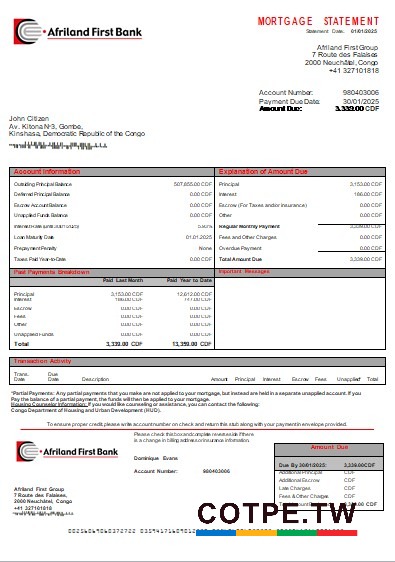 Afriland First Bank
MORTGAGE STATEMENT
Statement Date: 01/01/2025
Afriland First Group
7 Route des Falaises
2000 Neuchâtel, Congo
+41 327101818
Account Number: 980403006
Payment Due Date: 30/01/2025
Amount Due: 3,339.00 CDF
John Citizen
Av. Kitona Nº3, Gombe,
Kinshasa, Democratic Republic of the Congo
Account Information
Outstanding Principal Balance 507,855.00 CDF
Deferred Principal Balance 0.00 CDF
Escrow Account Balance 0.00 CDF
Unapplied Funds Balance 0.00 CDF
Interest Rate (until 30/01/2025)
Loan Maturity Date 01.01.2025
Prepayment Penalty None
Taxes Paid Year-to-Date 0.00 CDF
Explanation of Amount Due
Principal 3,153.00 CDF
Interest 186.00 CDF
Escrow (For Taxes and/or insurance) 0.00 CDF
Other 0.00 CDF
Regular Monthly Payment 3,339.00 CDF
Fees and Other Charges 0.00 CDF
Overdue Payment 0.00 CDF
Total Amount Due 3,339.00 CDF
Past Payments Breakdown
Paid Last Month Paid Year to Date
Principal 3,153.00 CDF 12,612.00 CDF
Interest 186.00 CDF 747.00 CDF
Escrow 0.00 CDF 0.00 CDF
Fees 0.00 CDF 0.00 CDF
Other 0.00 CDF 0.00 CDF
Unapplied Funds 0.00 CDF 0.00 CDF
Total 3,339.00 CDF 13,359.00 CDF
Important Messages
Transaction Activity
Trans. Date Due Date Description Amount Principal Interest Escrow Fees Unapplied* Total
*Partial Payments: Any partial payments that you make are not applied to your mortgage, but instead are held in a separate unapplied account. If you
Pay the balance of a partial payment, the funds will then be applied to your mortgage.
Housing Counselor Information: If you would like counseling or assistance, you can contact the following:
Congo Department of Housing and Urban Development (HUD).
To ensure proper credit, please write account number on check and return this stub along with your payment in envelope provided.
Afriland First Bank
Please check this box and complete reverse side if there
is a change in billing address or insurance information.
Dominique Evans
Account Number: 980403006
Afriland First Group
7 Route des Falaises,
2000 Neuchâtel, Congo
+41 327101818
Amount Due
Due By 30/01/2025: 3,339.00CDF
Additional Principal CDF
Additional Escrow CDF
Late Charges CDF
Fees & Other Charges CDF
CDF
COTPE.TW